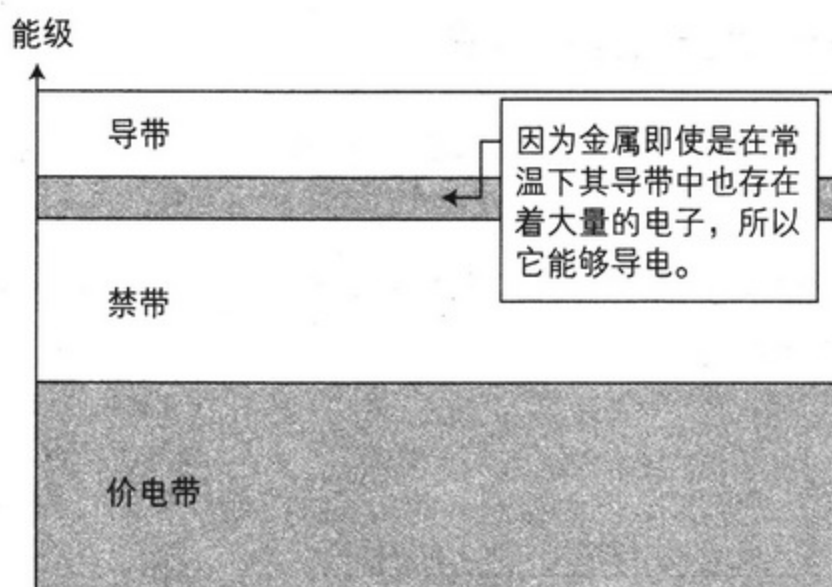 能级
导带
因为金属即使是在常
温下其导带中也存在
着大量的电子，所以
它能够导电。
禁带
价电带